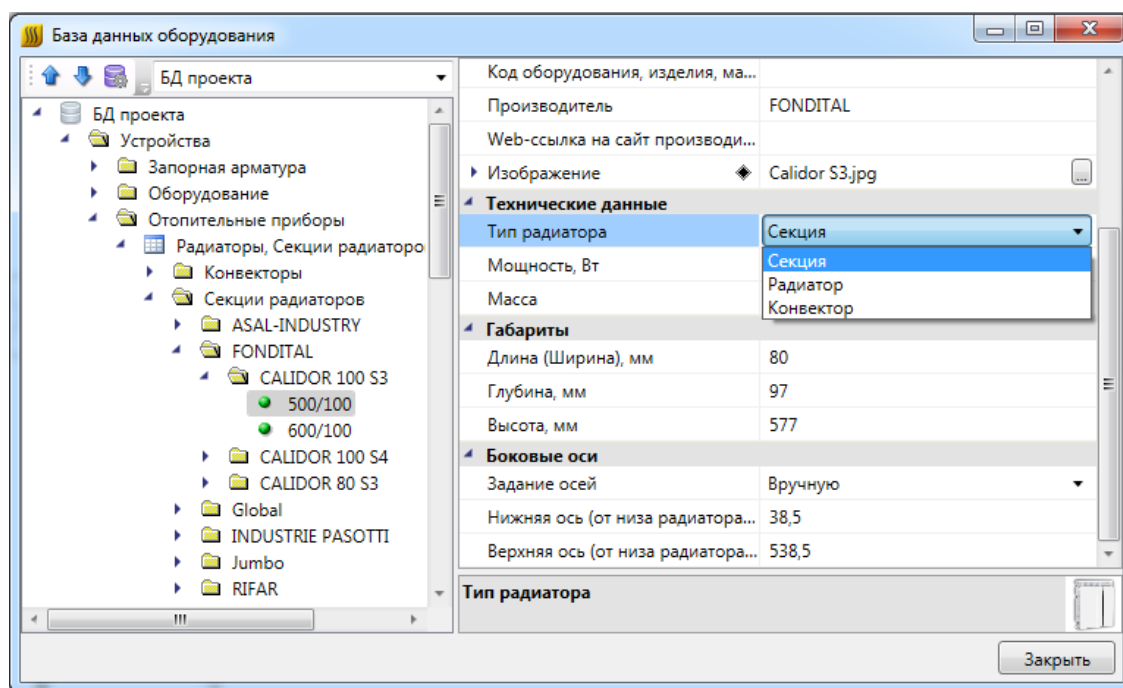 База данных оборудования
БД проекта
БД проекта
Устройства
Запорная арматура
Оборудование
Отопительные приборы
Радиаторы, Секции радиаторо
Конвекторы
Секции радиаторов
ASAL-INDUSTRY
FONDITAL
CALIDOR 100 S3
500/100
600/100
CALIDOR 100 S4
CALIDOR 80 S3
Global
INDUSTRIE PASOTTI
Jumbo
RIFAR
Код оборудования, изделия, ма...
Производитель FONDITAL
Web-ссылка на сайт производи...
Изображение Calidor S3.jpg ...
Технические данные
Тип радиатора Секция
Секция
Радиатор
Конвектор
Мощность, Вт
Масса
Габариты
Длина (Ширина), мм 80
Глубина, мм 97
Высота, мм 577
Боковые оси
Задание осей Вручную
Нижняя ось (от низа радиатора... 38,5
Верхняя ось (от низа радиатора... 538,5
Тип радиатора
Закрыть